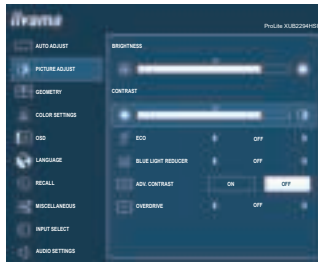 iiyama
ProLite XUB2294HS
AUTO ADJUST
PICTURE ADJUST
GEOMETRY
COLOR SETTINGS
OSD
LANGUAGE
RECALL
MISCELLANEOUS
INPUT SELECT
AUDIO SETTINGS
BRIGHTNESS
CONTRAST
ECO OFF
BLUE LIGHT REDUCER OFF
ADV. CONTRAST ON OFF
OVERDRIVE OFF